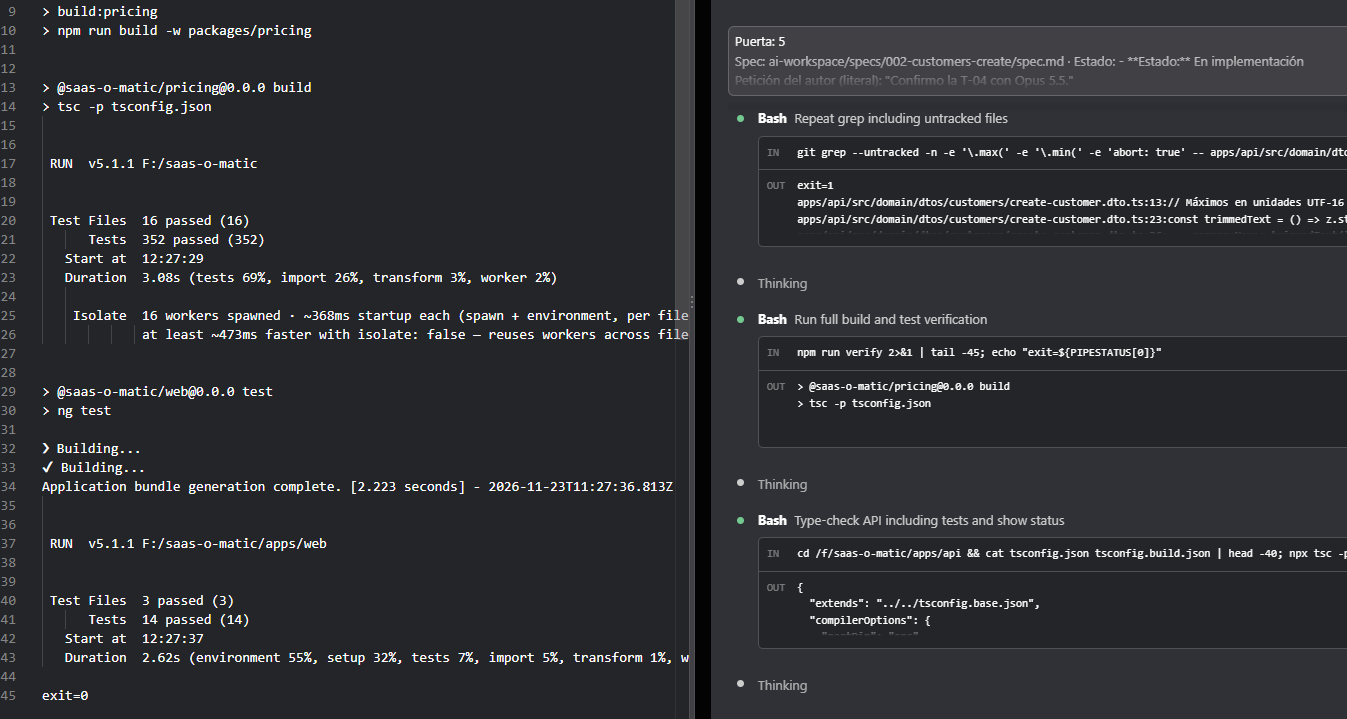 9 > build:pricing
10 > npm run build -w packages/pricing
11
12
13 > @saas-o-matic/pricing@0.0.0 build
14 > tsc -p tsconfig.json
15
16
17 RUN v5.1.1 F:/saas-o-matic
18
19
20 Test Files 16 passed (16)
21 Tests 352 passed (352)
22 Start at 12:27:29
23 Duration 3.08s (tests 69%, import 26%, transform 3%, worker 2%)
24
25 Isolate 16 workers spawned · ~368ms startup each (spawn + environment, per file
26 at least ~473ms faster with isolate: false — reuses workers across file
27
28
29 > @saas-o-matic/web@0.0.0 test
30 > ng test
31
32 ❯ Building...
33 ✔ Building...
34 Application bundle generation complete. [2.223 seconds] - 2026-11-23T11:27:36.813Z
35
36
37 RUN v5.1.1 F:/saas-o-matic/apps/web
38
39
40 Test Files 3 passed (3)
41 Tests 14 passed (14)
42 Start at 12:27:37
43 Duration 2.62s (environment 55%, setup 32%, tests 7%, import 5%, transform 1%, w
44
45 exit=0
Puerta: 5
Spec: ai-workspace/specs/002-customers-create/spec.md · Estado: - **Estado:** En implementación
Petición del autor (literal): "Confirmo la T-04 con Opus 5.5."
Bash Repeat grep including untracked files
IN git grep --untracked -n -e '\.max(' -e '\.min(' -e 'abort: true' -- apps/api/src/domain/dto
OUT exit=1
apps/api/src/domain/dtos/customers/create-customer.dto.ts:13:// Máximos en unidades UTF-16
apps/api/src/domain/dtos/customers/create-customer.dto.ts:23:const trimmedText = () => z.st
Thinking
Bash Run full build and test verification
IN npm run verify 2>&1 | tail -45; echo "exit=${PIPESTATUS[0]}"
OUT > @saas-o-matic/pricing@0.0.0 build
> tsc -p tsconfig.json
Thinking
Bash Type-check API including tests and show status
IN cd /f/saas-o-matic/apps/api && cat tsconfig.json tsconfig.build.json | head -40; npx tsc -p
OUT {
"extends": "../../tsconfig.base.json",
"compilerOptions": {
Thinking